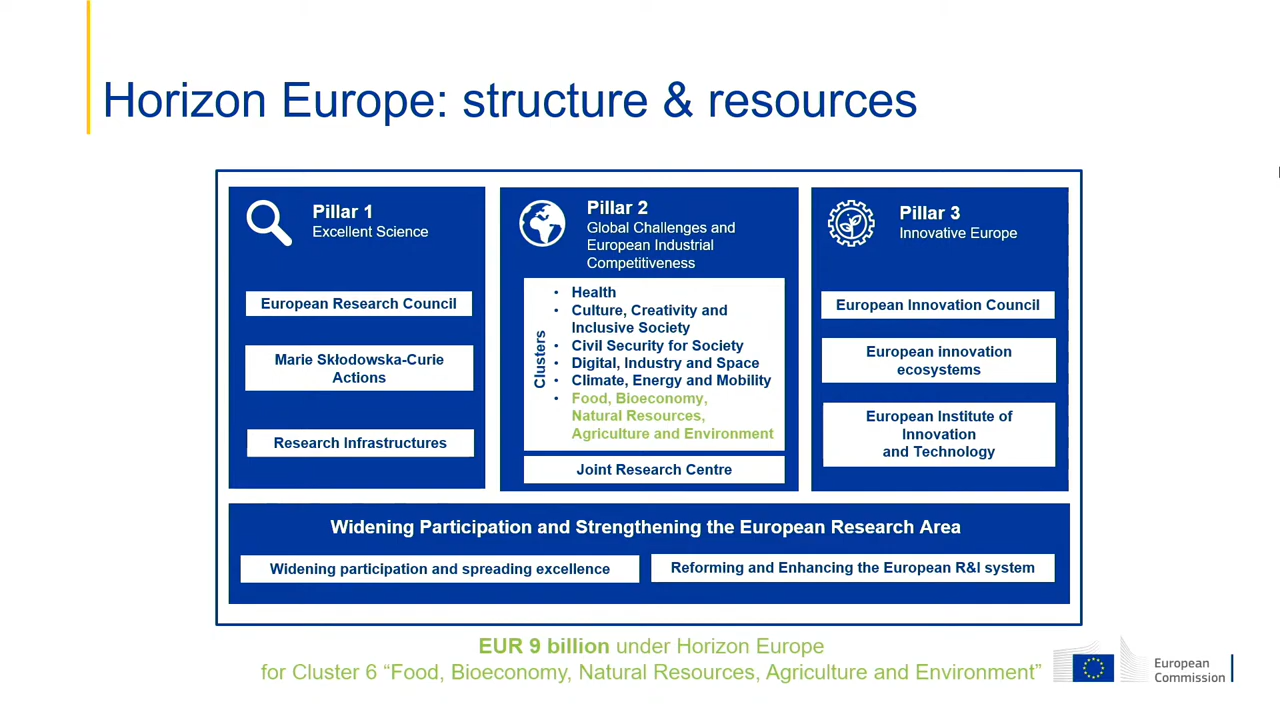 Horizon Europe: structure & resources
Pillar 1
Excellent Science
European Research Council
Marie Skłodowska-Curie
Actions
Research Infrastructures
Pillar 2
Global Challenges and
European Industrial
Competitiveness
Clusters
• Health
• Culture, Creativity and
Inclusive Society
• Civil Security for Society
• Digital, Industry and Space
• Climate, Energy and Mobility
• Food, Bioeconomy,
Natural Resources,
Agriculture and Environment
Joint Research Centre
Pillar 3
Innovative Europe
European Innovation Council
European innovation
ecosystems
European Institute of
Innovation
and Technology
Widening Participation and Strengthening the European Research Area
Widening participation and spreading excellence
Reforming and Enhancing the European R&I system
EUR 9 billion under Horizon Europe
for Cluster 6 “Food, Bioeconomy, Natural Resources, Agriculture and Environment”
European
Commission